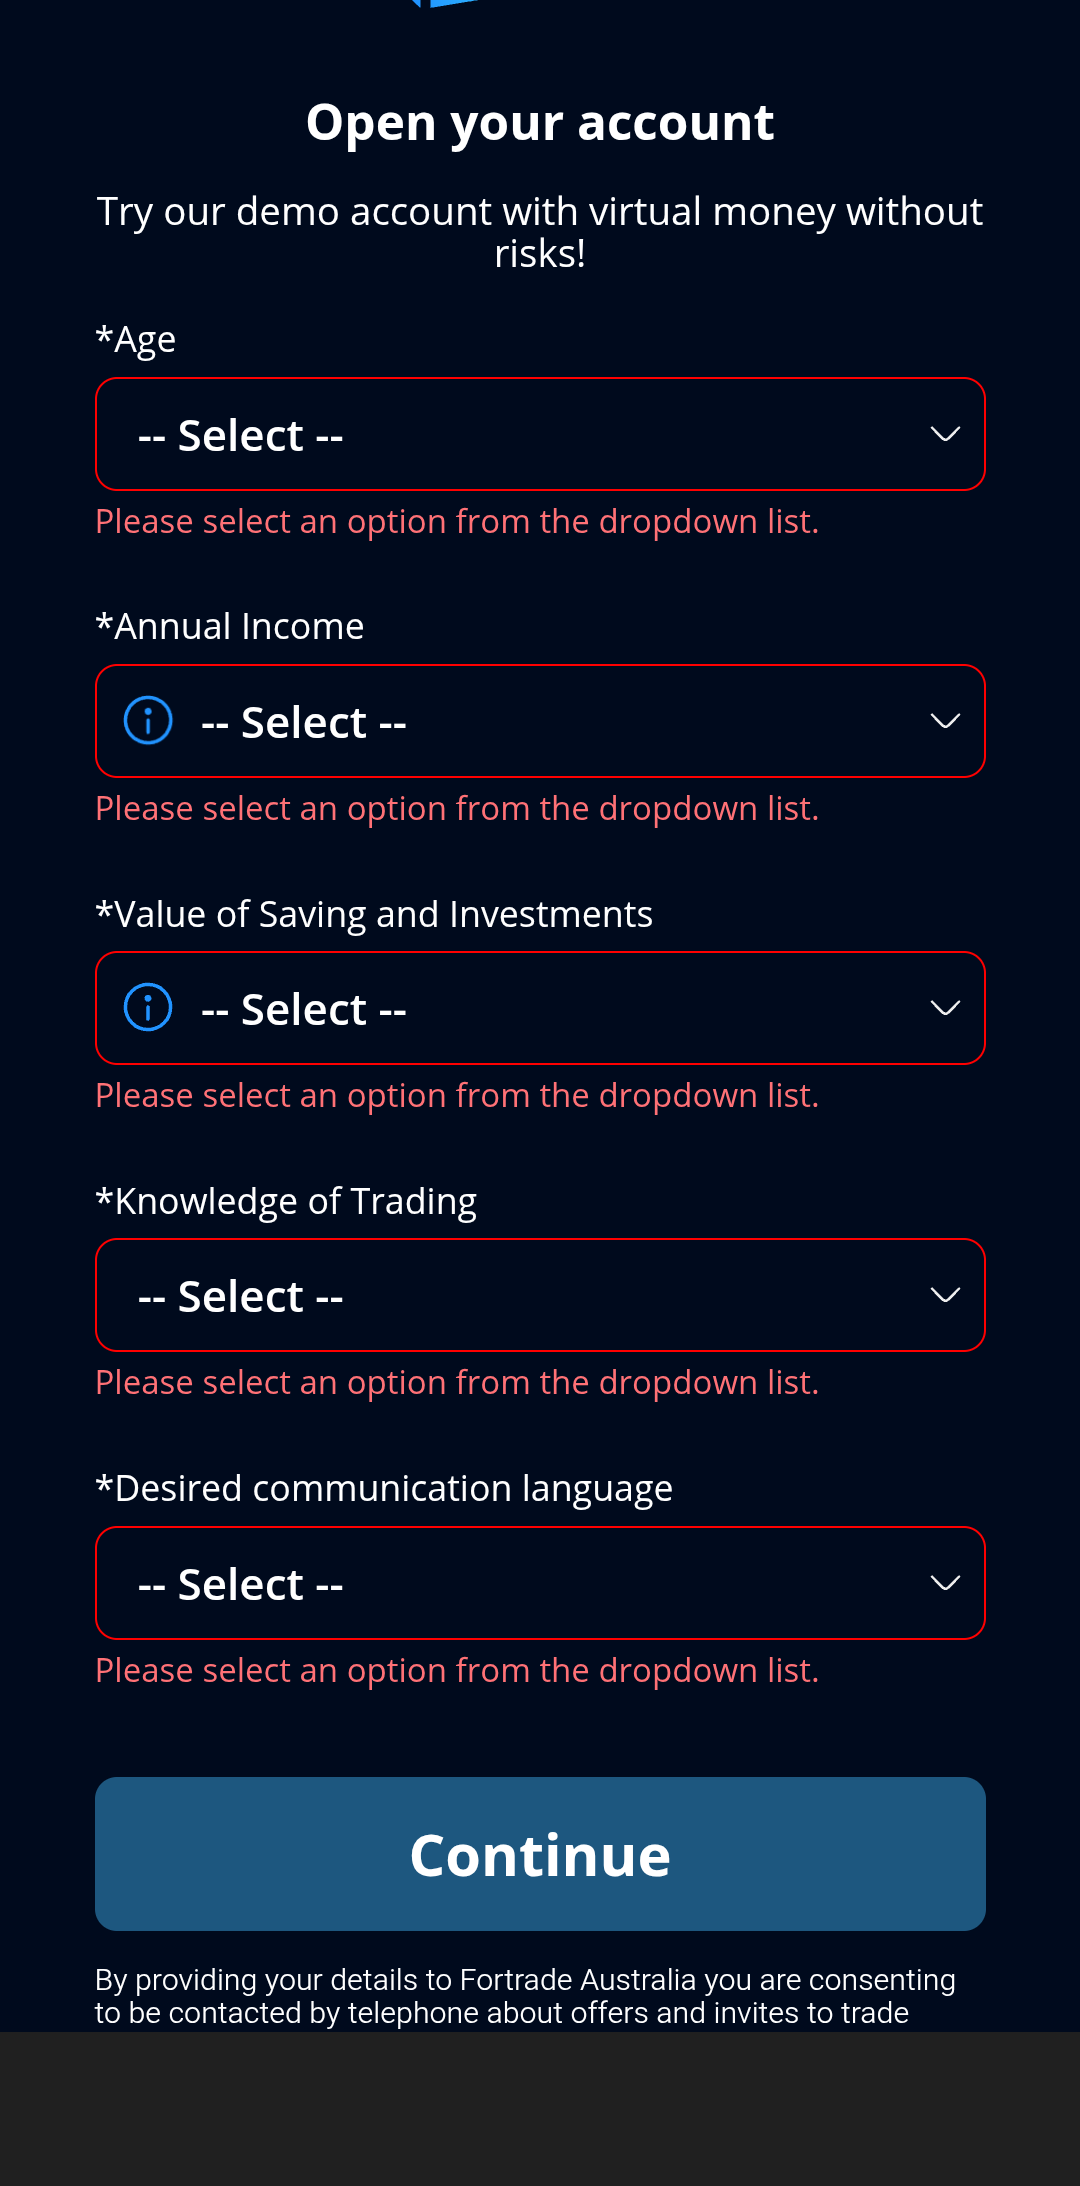 Open your account
Try our demo account with virtual money without
risks!
*Age
-- Select --
Please select an option from the dropdown list.
*Annual Income
-- Select --
Please select an option from the dropdown list.
*Value of Saving and Investments
-- Select --
Please select an option from the dropdown list.
*Knowledge of Trading
-- Select --
Please select an option from the dropdown list.
*Desired communication language
-- Select --
Please select an option from the dropdown list.
Continue
By providing your details to Fortrade Australia you are consenting
to be contacted by telephone about offers and invites to trade